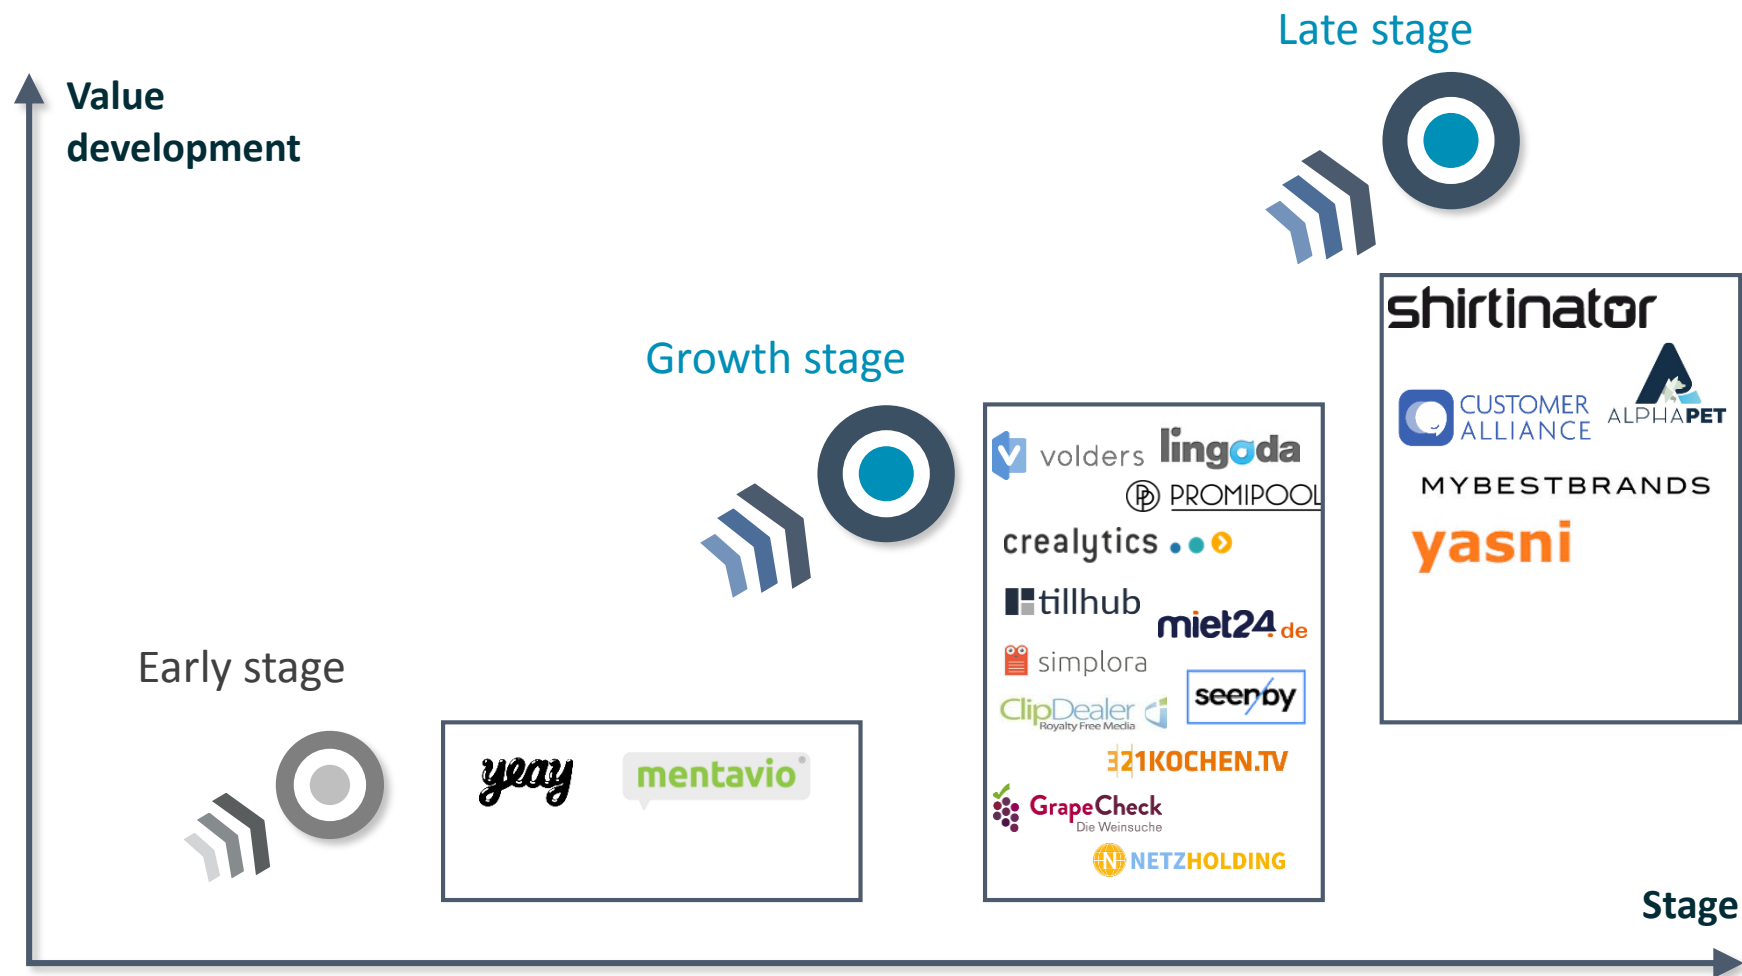 Late stage
Value
development
shirtinator
Growth stage
CUSTOMER
ALLIANCE
ALPHAPET
volders
lingoda
PROMIPOOL
MYBESTBRANDS
crealytics
yasni
tillhub
miet24.de
Early stage
simplora
ClipDealer
Royalty Free Media
seenby
yeay
mentavio®
321KOCHEN.TV
GrapeCheck
Die Weinsuche
N NETZHOLDING
Stage